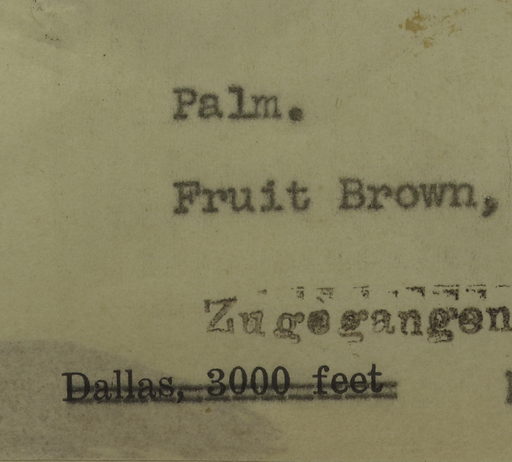 Palm.
Fruit Brown,
Zugegangen
Dallas, 3000 feet